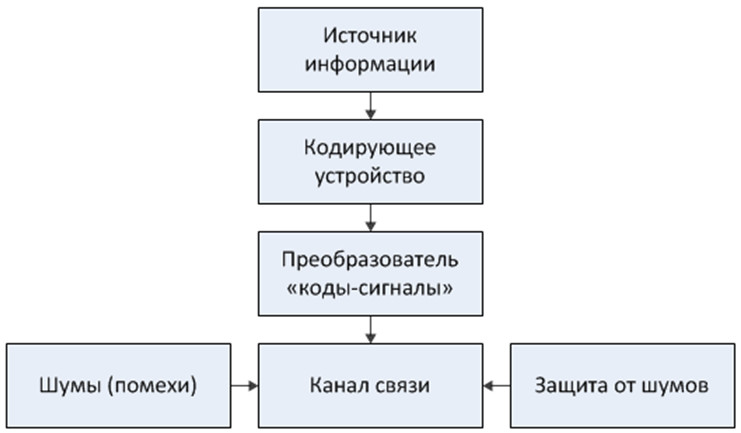 Источник
информации
Кодирующее
устройство
Преобразователь
«коды-сигналы»
Шумы (помехи)
Канал связи
Защита от шумов